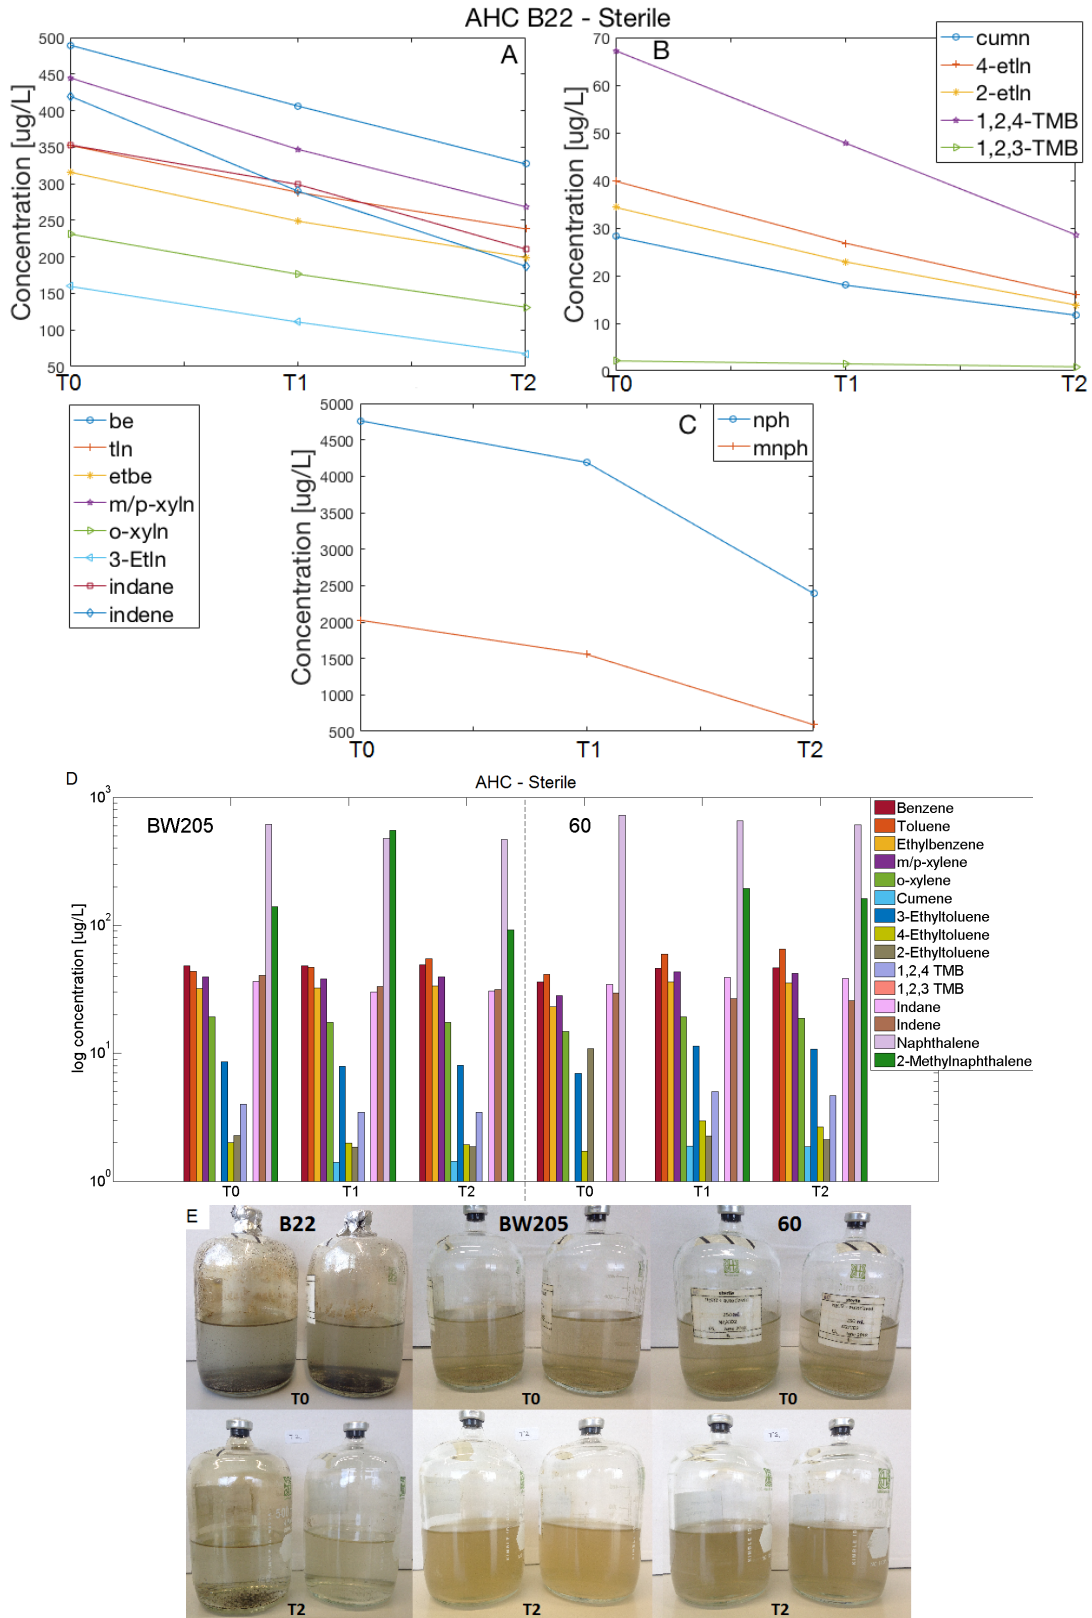 AHC B22 - Sterile
A
Concentration [ug/L]
500
450
400
350
300
250
200
150
100
50
T0
T1
T2
B
Concentration [ug/L]
70
60
50
40
30
20
10
0
T0
T1
T2
cumn
4-etln
2-etln
1,2,4-TMB
1,2,3-TMB
be
tln
etbe
m/p-xyln
o-xyln
3-Etln
indane
indene
C
Concentration [ug/L]
5000
4500
4000
3500
3000
2500
2000
1500
1000
500
T0
T1
T2
nph
mnph
D
AHC - Sterile
BW205
60
log concentration [ug/L]
10³
10²
10¹
10⁰
T0
T1
T2
T0
T1
T2
Benzene
Toluene
Ethylbenzene
m/p-xylene
o-xylene
Cumene
3-Ethyltoluene
4-Ethyltoluene
2-Ethyltoluene
1,2,4 TMB
1,2,3 TMB
Indane
Indene
Naphthalene
2-Methylnaphthalene
E
B22
BW205
60
sterile
sterile
T0
T0
T0
T2
T2
T2